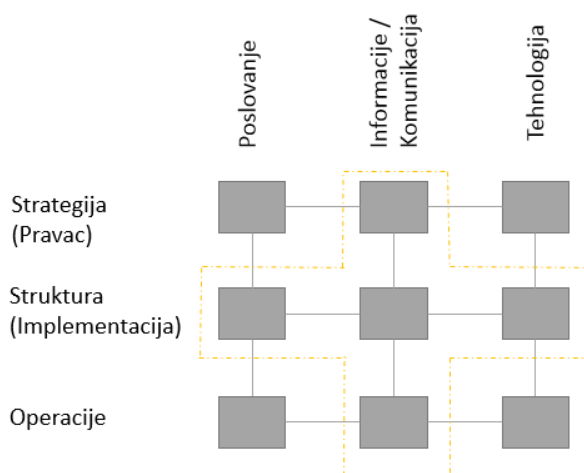 Poslovanje
Informacije /
Komunikacija
Tehnologija
Strategija
(Pravac)
Struktura
(Implementacija)
Operacije